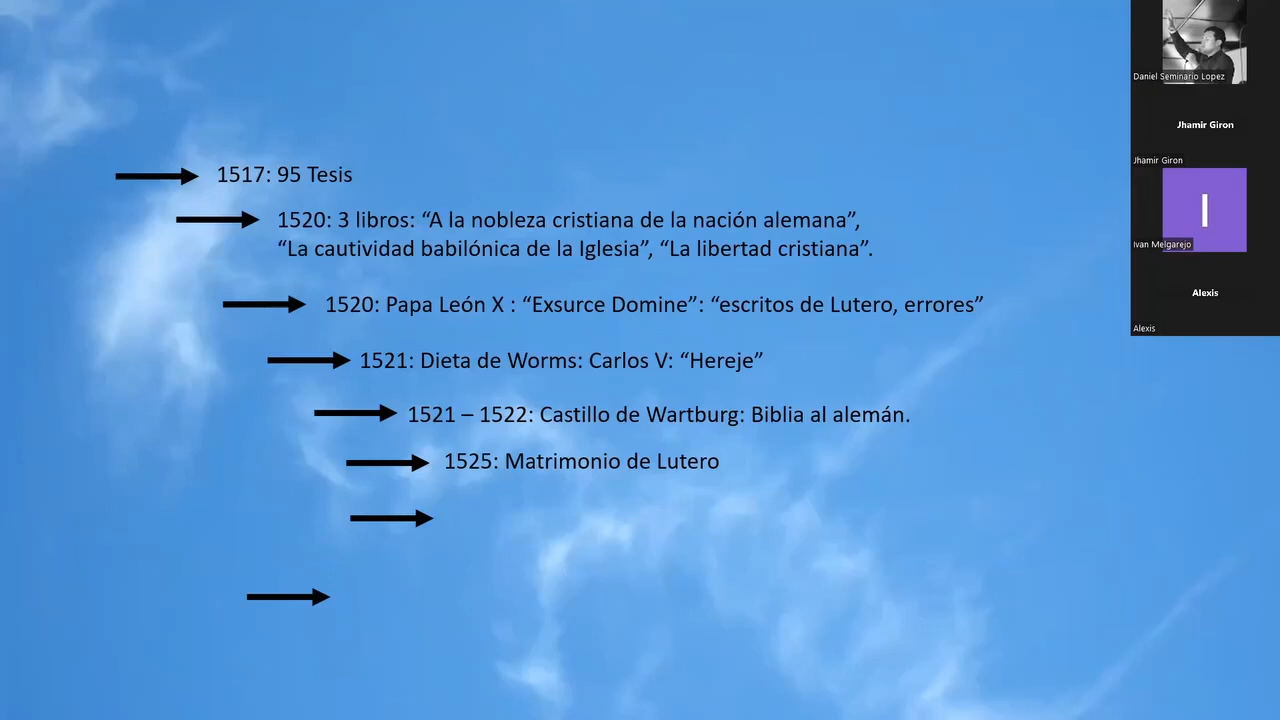 1517: 95 Tesis
1520: 3 libros: “A la nobleza cristiana de la nación alemana”,
“La cautividad babilónica de la Iglesia”, “La libertad cristiana”.
1520: Papa León X : “Exsurce Domine”: “escritos de Lutero, errores”
1521: Dieta de Worms: Carlos V: “Hereje”
1521 – 1522: Castillo de Wartburg: Biblia al alemán.
1525: Matrimonio de Lutero
Daniel Seminario Lopez
Jhamir Giron
Jhamir Giron
I
Ivan Melgarejo
Alexis
Alexis